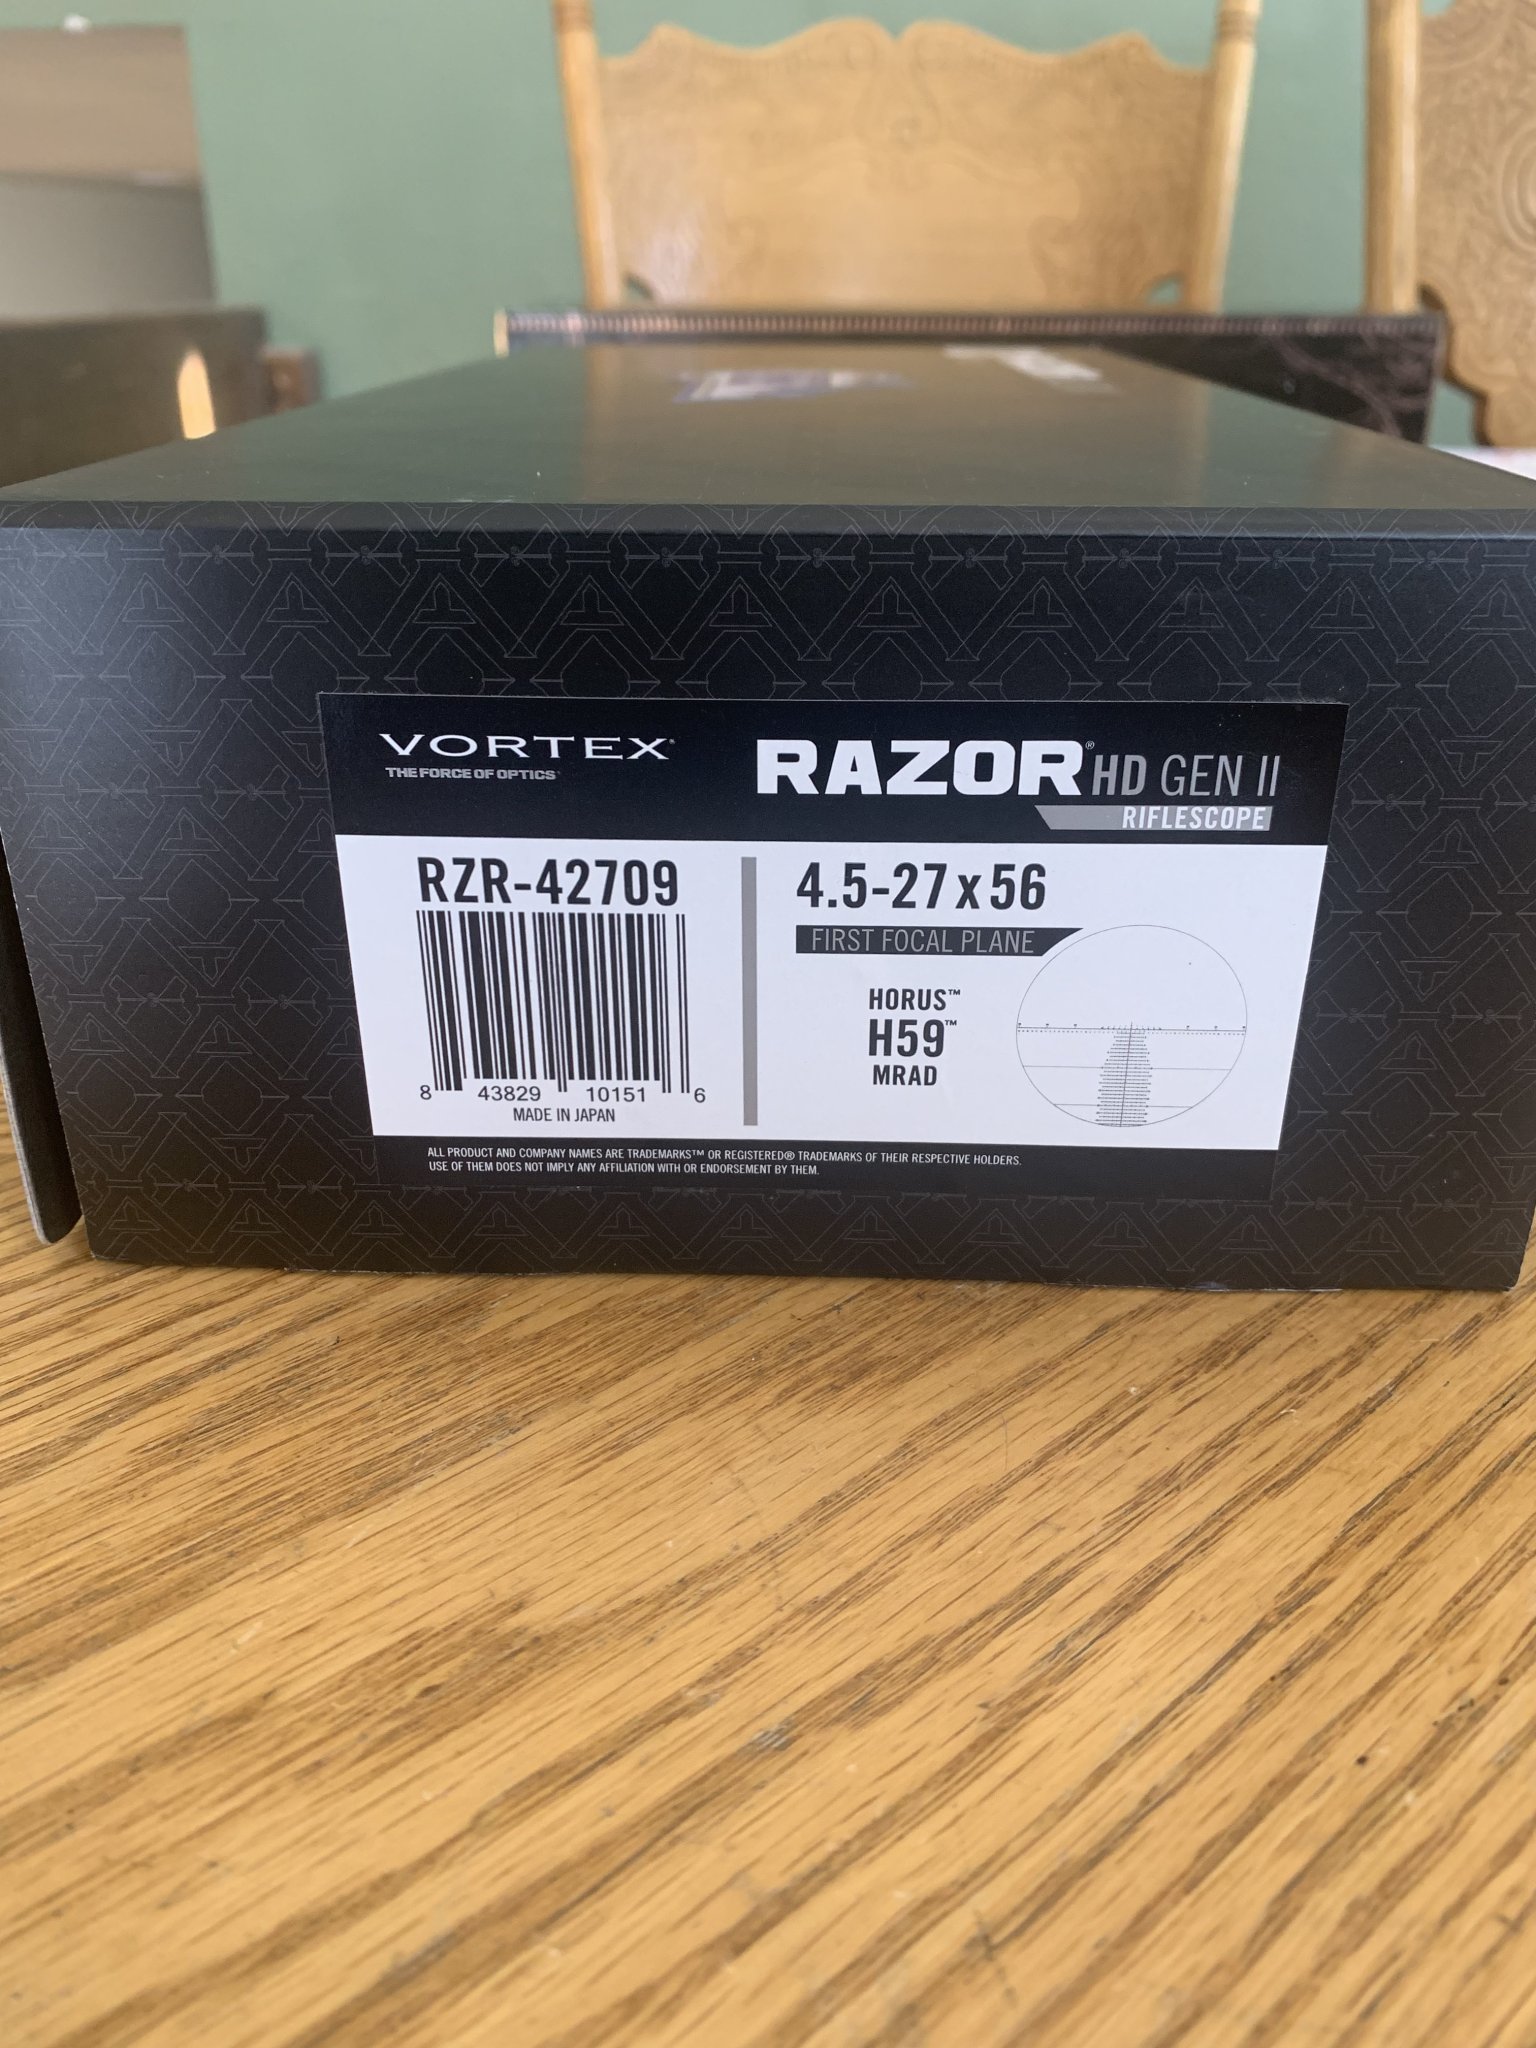 VORTEX®
THE FORCE OF OPTICS
RAZOR® HD GEN II
RIFLESCOPE
RZR-42709
8 43829 10151 6
MADE IN JAPAN
4.5-27x56
FIRST FOCAL PLANE
HORUS™
H59™
MRAD
ALL PRODUCT AND COMPANY NAMES ARE TRADEMARKS™ OR REGISTERED® TRADEMARKS OF THEIR RESPECTIVE HOLDERS.
USE OF THEM DOES NOT IMPLY ANY AFFILIATION WITH OR ENDORSEMENT BY THEM.